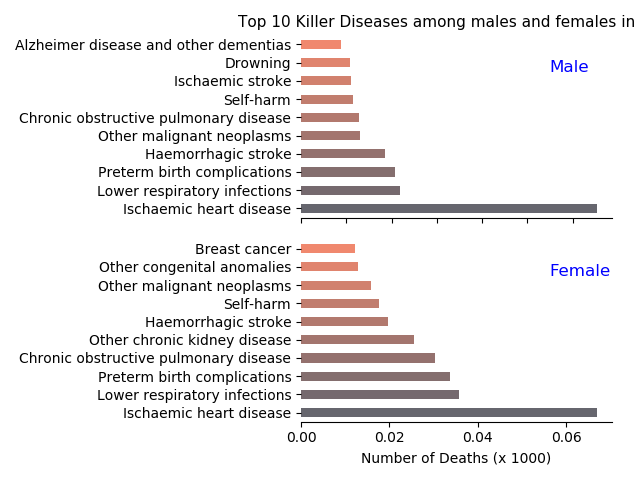 Top 10 Killer Diseases among males and females in
Alzheimer disease and other dementias
Drowning
Male
Ischaemic stroke
Self-harm
Chronic obstructive pulmonary disease
Other malignant neoplasms
Haemorrhagic stroke
Preterm birth complications
Lower respiratory infections
Ischaemic heart disease
Breast cancer
Other congenital anomalies
Female
Other malignant neoplasms
Self-harm
Haemorrhagic stroke
Other chronic kidney disease
Chronic obstructive pulmonary disease
Preterm birth complications
Lower respiratory infections
Ischaemic heart disease
0.00 0.02 0.04 0.06
Number of Deaths (x 1000)